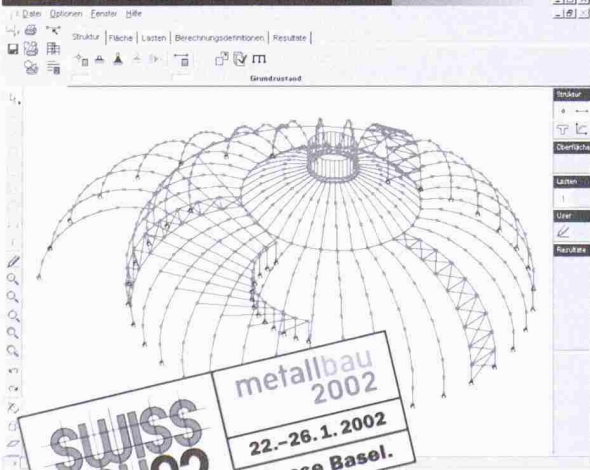 Datei Optionen Fenster Hilfe
Struktur Fläche Lasten Berechnungsdefinitionen Resultate
Grundzustand
Struktur
Oberfläche
Lasten
User
Resultate
metallbau
2002
22.-26.1.2002
Basel.
SWISS